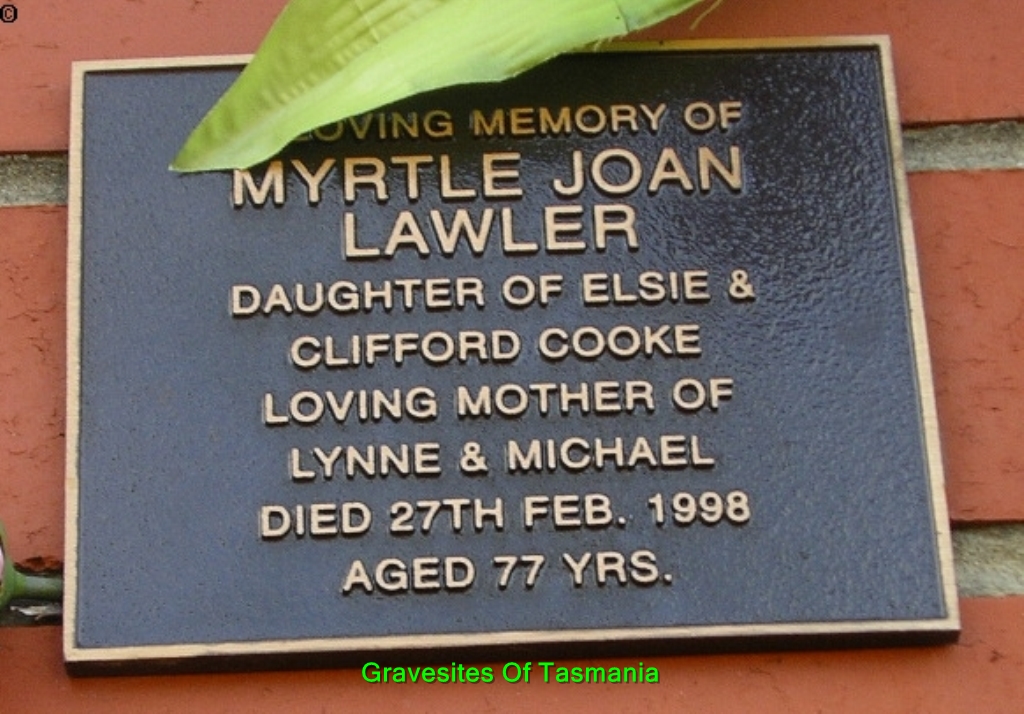 ©
LOVING MEMORY OF
MYRTLE JOAN
LAWLER
DAUGHTER OF ELSIE &
CLIFFORD COOKE
LOVING MOTHER OF
LYNNE & MICHAEL
DIED 27TH FEB. 1998
AGED 77 YRS.
Gravesites Of Tasmania